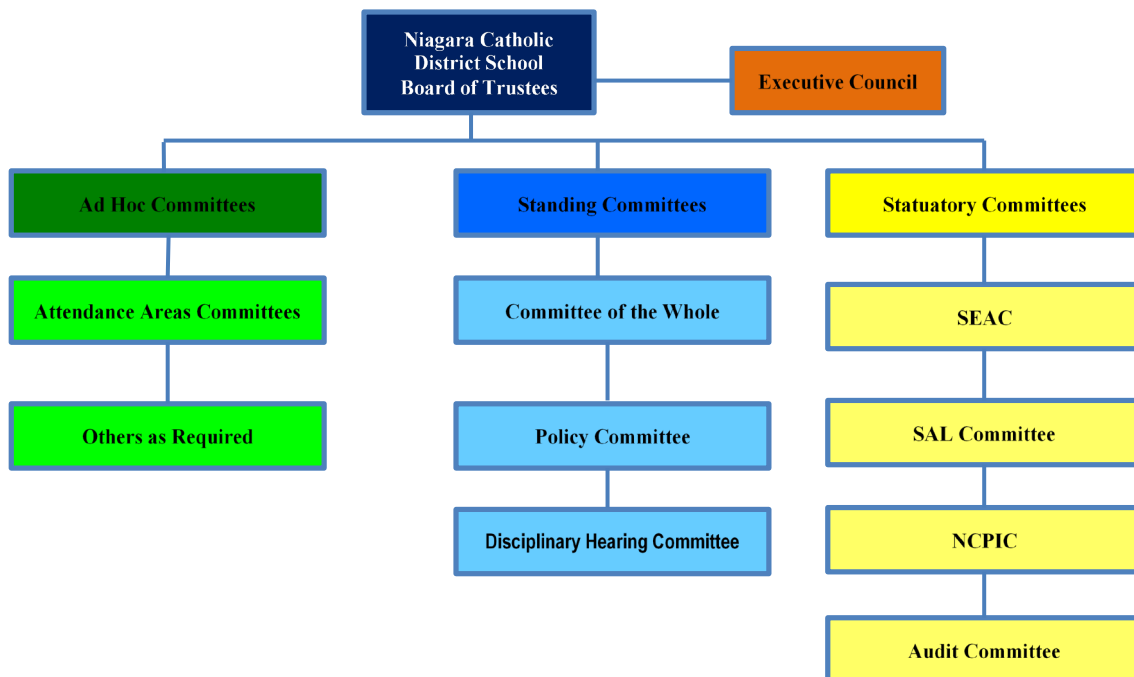 Niagara Catholic
District School
Board of Trustees
Executive Council
Ad Hoc Committees
Standing Committees
Statuatory Committees
Attendance Areas Committees
Committee of the Whole
SEAC
Others as Required
Policy Committee
SAL Committee
Disciplinary Hearing Committee
NCPIC
Audit Committee